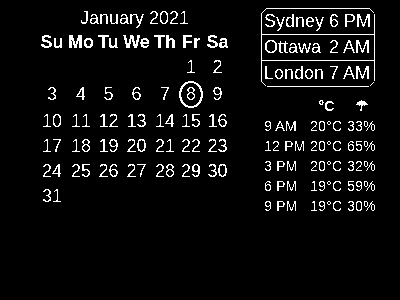 January 2021
Su Mo Tu We Th Fr Sa
1 2
3 4 5 6 7 8 9
10 11 12 13 14 15 16
17 18 19 20 21 22 23
24 25 26 27 28 29 30
31
Sydney 6 PM
Ottawa 2 AM
London 7 AM
°C
9 AM 20°C 33%
12 PM 20°C 65%
3 PM 20°C 32%
6 PM 19°C 59%
9 PM 19°C 30%